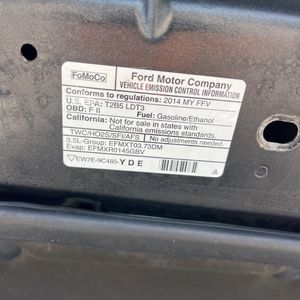 FoMoCo
Ford Motor Company
VEHICLE EMISSION CONTROL INFORMATION
Conforms to regulations: 2014 MY FFV
U.S. EPA: T2B5 LDT3
OBD: F II Fuel: Gasoline/Ethanol
California: Not for sale in states with
California emissions standards.
TWC/HO2S/SFI/AFS No adjustments needed.
3.5L-Group: EFMXT03.73DM
Evap: EFMXR0145GBV
EW7E-9C485- Y D E